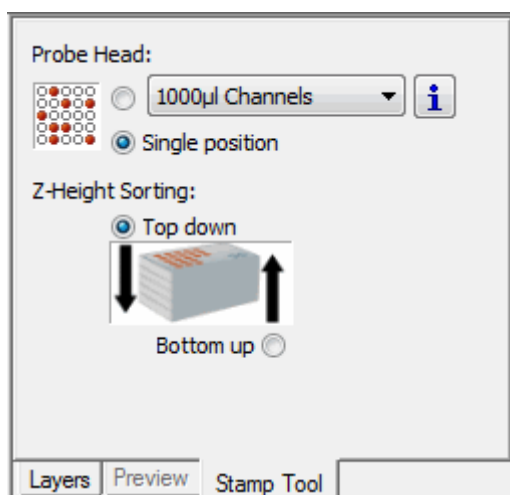 Probe Head:
1000µl Channels
i
Single position
Z-Height Sorting:
Top down
Bottom up
Layers Preview Stamp Tool